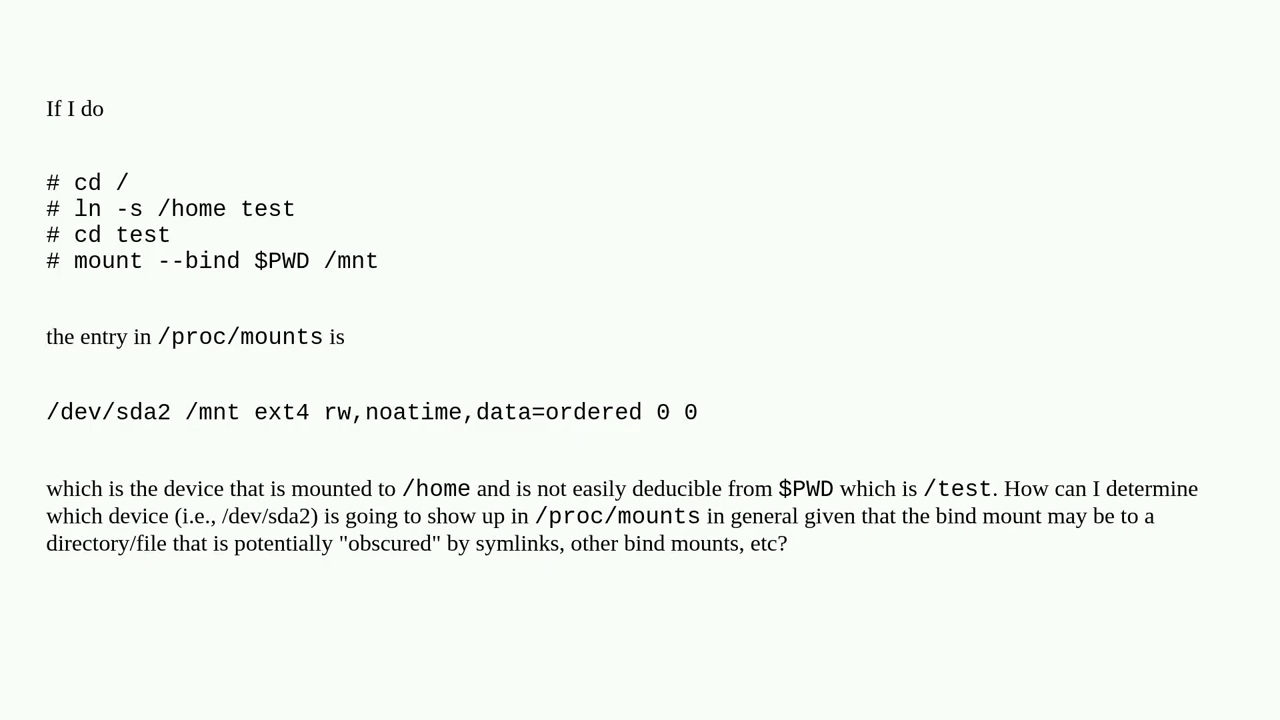 If I do
# cd /
# ln -s /home test
# cd test
# mount --bind $PWD /mnt
the entry in /proc/mounts is
/dev/sda2 /mnt ext4 rw,noatime,data=ordered 0 0
which is the device that is mounted to /home and is not easily deducible from $PWD which is /test. How can I determine
which device (i.e., /dev/sda2) is going to show up in /proc/mounts in general given that the bind mount may be to a
directory/file that is potentially "obscured" by symlinks, other bind mounts, etc?